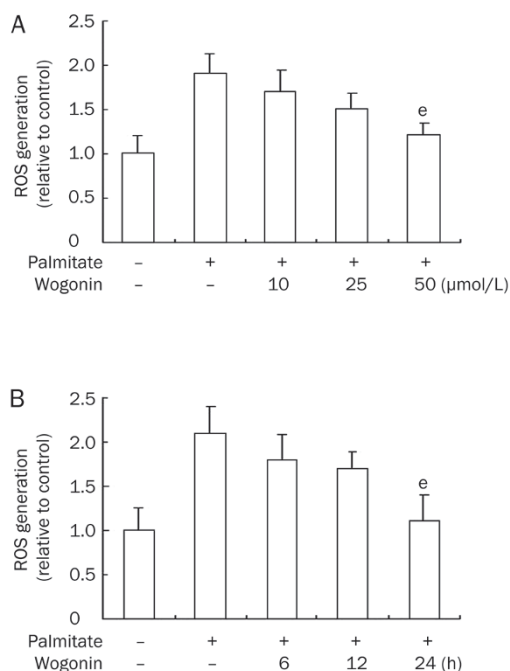 A
ROS generation
(relative to control)
2.5
2.0
1.5
1.0
0.5
0
e
Palmitate – + + + +
Wogonin – – 10 25 50 (μmol/L)
B
ROS generation
(relative to control)
2.5
2.0
1.5
1.0
0.5
0
e
Palmitate – + + + +
Wogonin – – 6 12 24 (h)